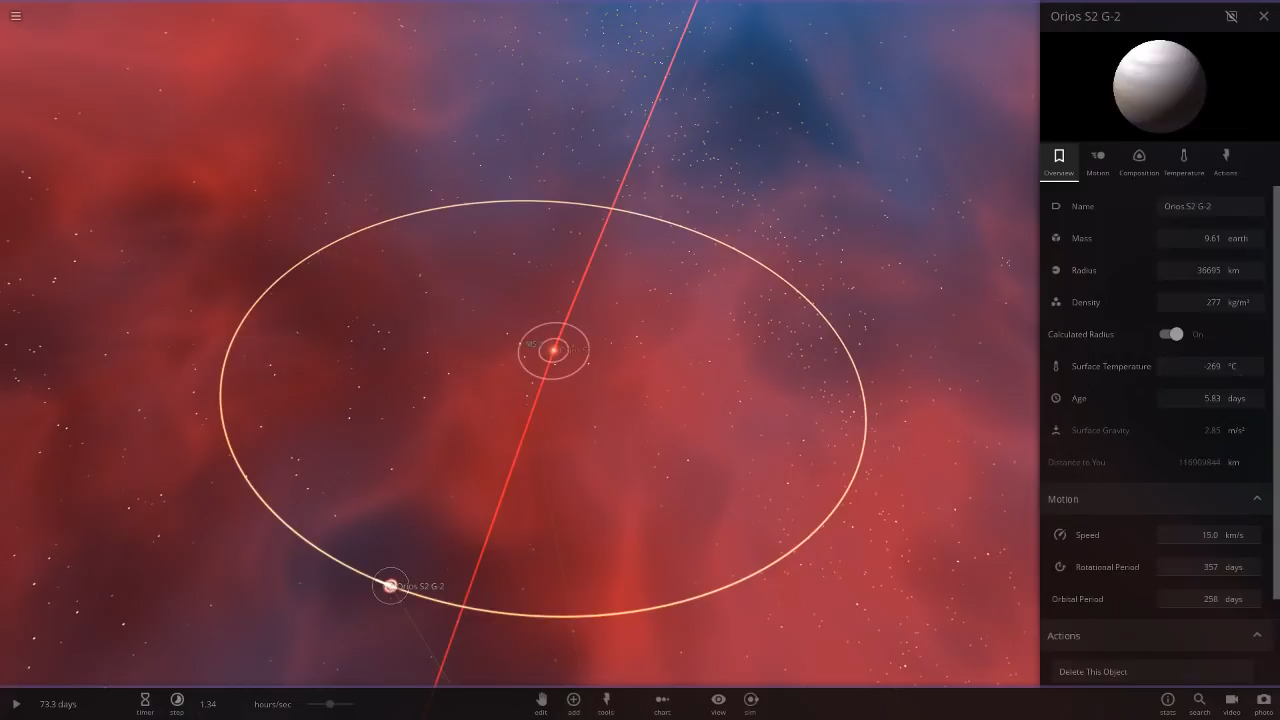 Orios S2 G-2
Overview Motion Composition Temperature Actions
Name Orios S2 G-2
Mass 9.61 earth
Radius 36695 km
Density 277 kg/m³
Calculated Radius On
Surface Temperature -269 °C
Age 5.83 days
Surface Gravity 2.85 m/s²
Distance to You 116909844 km
Motion
Speed 15.0 km/s
Rotational Period 357 days
Orbital Period 258 days
Actions
Delete This Object
Orios S2 G-2
73.3 days
timer step 1.34 hours/sec
edit add tools chart view sim
stats search video photo